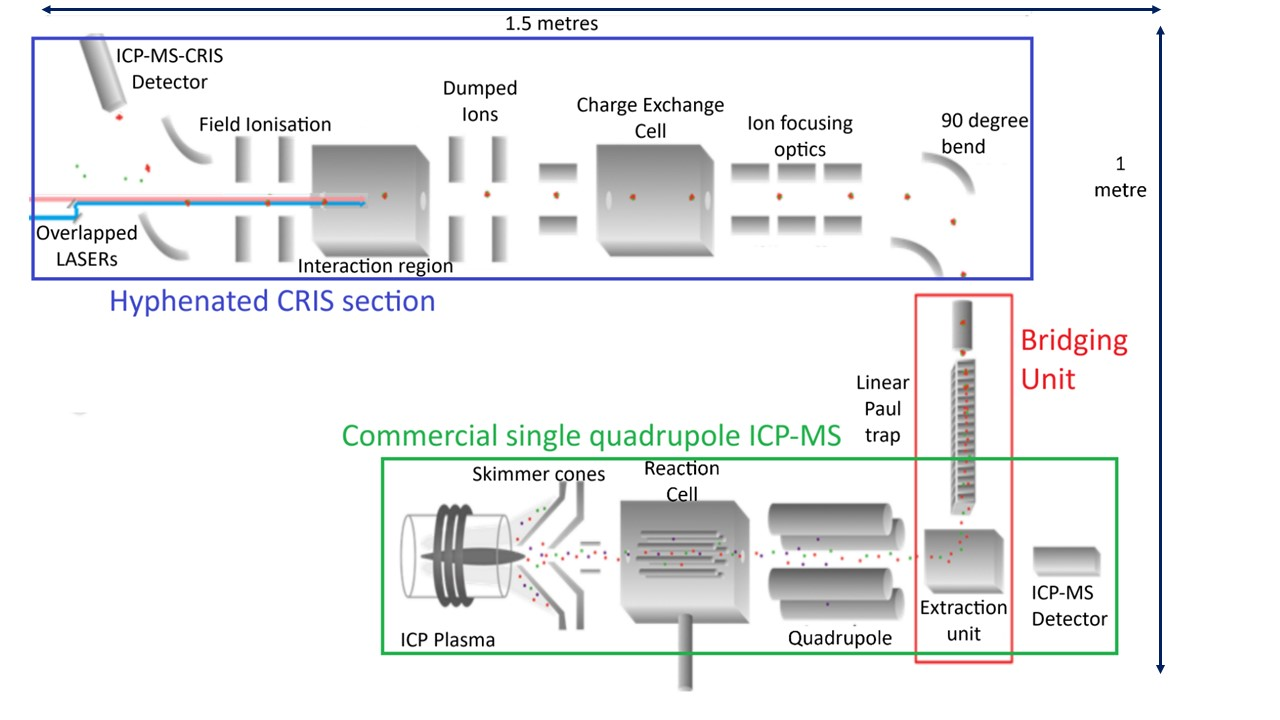 1.5 metres
ICP-MS-CRIS
Detector
Field Ionisation
Dumped
Ions
Charge Exchange
Cell
Ion focusing
optics
90 degree
bend
1
metre
Overlapped
LASERs
Interaction region
Hyphenated CRIS section
Bridging
Unit
Linear
Paul
trap
Commercial single quadrupole ICP-MS
Skimmer cones
Reaction
Cell
ICP Plasma
Quadrupole
Extraction
unit
ICP-MS
Detector